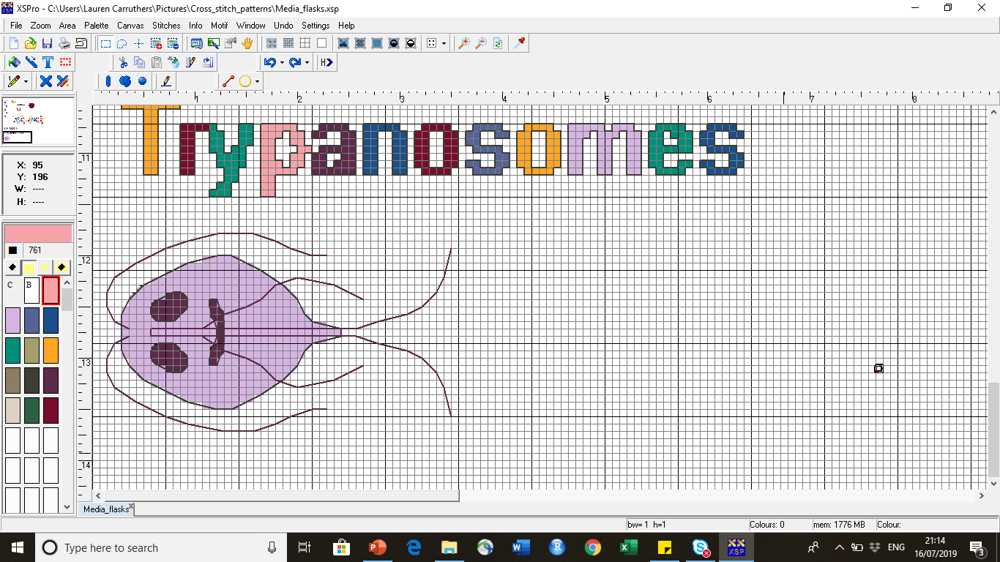 XSPro - C:\Users\Lauren Carruthers\Pictures\Cross_stitch_patterns\Media_flasks.xsp
File Zoom Area Palette Canvas Stitches Info Motif Window Undo Settings Help
H
1 2 3 4 5 6 7 8
SCIENCE
Trypanosomes
11
X: 95
Y: 196
W: ----
H: ----
761
C B
12
13
14
Media_flasks
bw= 1 h=1 Colours: 0 mem: 1776 MB Colour:
Type here to search
ENG
21:14
16/07/2019
3
XSP